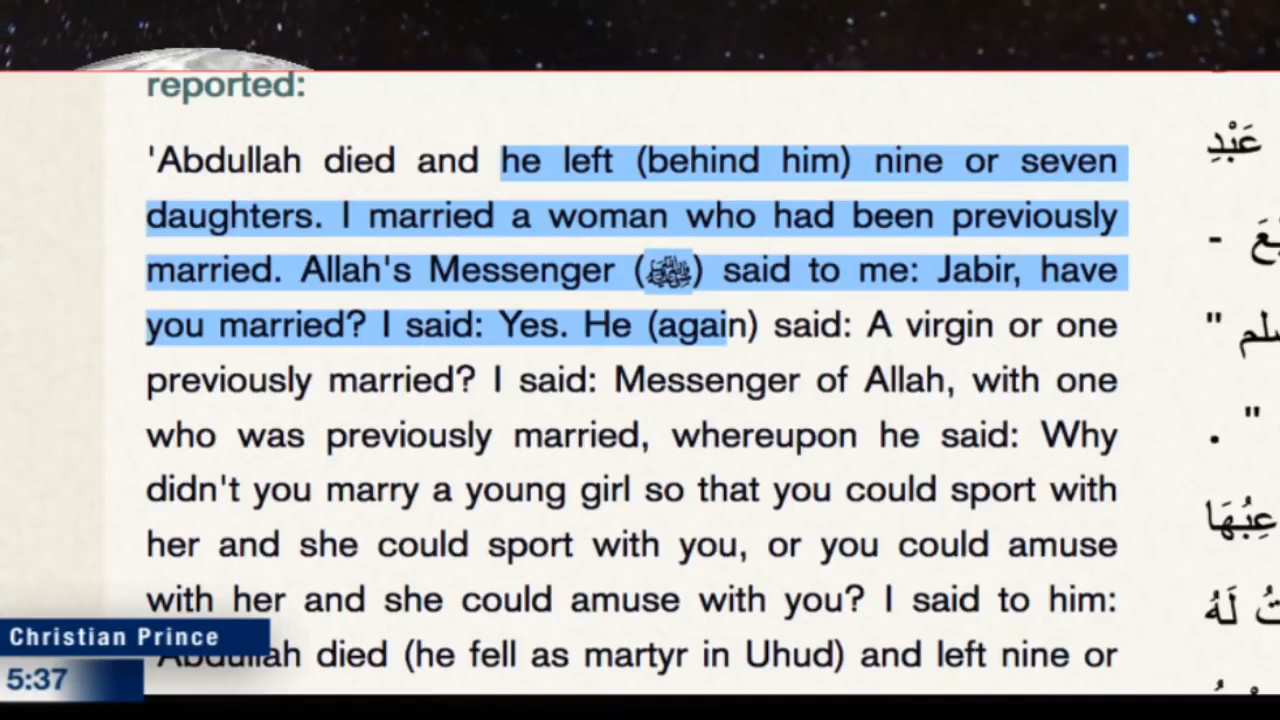 reported:
'Abdullah died and he left (behind him) nine or seven
daughters. I married a woman who had been previously
married. Allah's Messenger (ﷺ) said to me: Jabir, have
you married? I said: Yes. He (again) said: A virgin or one
previously married? I said: Messenger of Allah, with one
who was previously married, whereupon he said: Why
didn't you marry a young girl so that you could sport with
her and she could sport with you, or you could amuse
with her and she could amuse with you? I said to him:
'Abdullah died (he fell as martyr in Uhud) and left nine or
عَبْدِ
" .
Christian Prince
5:37